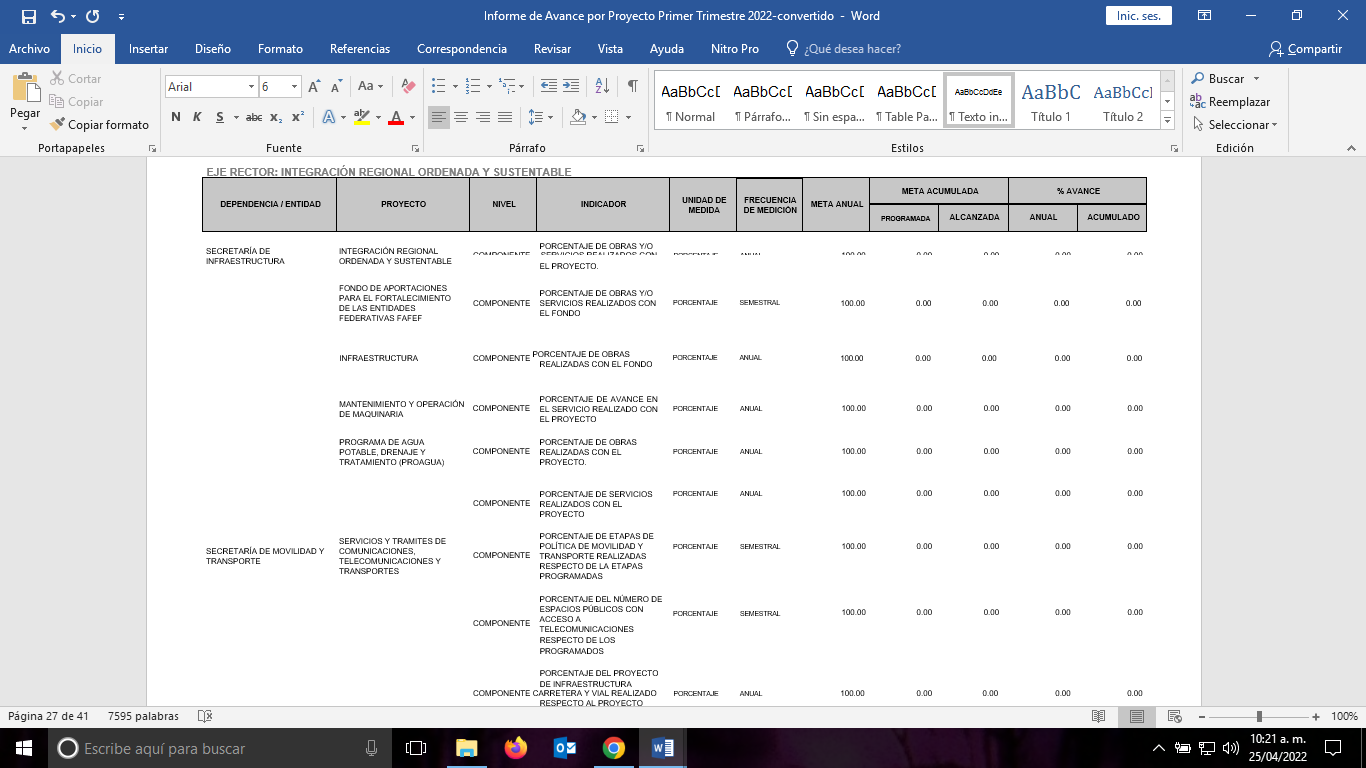 Informe de Avance por Proyecto Primer Trimestre 2022-convertido - Word
Inic. ses.
Archivo Inicio Insertar Diseño Formato Referencias Correspondencia Revisar Vista Ayuda Nitro Pro ¿Qué desea hacer? Compartir
Pegar
Cortar
Copiar
Copiar formato
Portapapeles
Arial 6
N K S abc x₂ x²
Fuente
Párrafo
AaBbCcD AaBbCcD AaBbCcD AaBbCcD AaBbCcDdEe AaBbC AaBbCcI
¶ Normal ¶ Párrafo... ¶ Sin espa... ¶ Table Pa... ¶ Texto in... Título 1 Título 2
Estilos
Buscar
Reemplazar
Seleccionar
Edición
EJE RECTOR: INTEGRACIÓN REGIONAL ORDENADA Y SUSTENTABLE
DEPENDENCIA / ENTIDAD
PROYECTO
NIVEL
INDICADOR
UNIDAD DE
MEDIDA
FRECUENCIA
DE MEDICIÓN
META ANUAL
META ACUMULADA
PROGRAMADA
ALCANZADA
% AVANCE
ANUAL
ACUMULADO
SECRETARÍA DE
INFRAESTRUCTURA
INTEGRACIÓN REGIONAL
ORDENADA Y SUSTENTABLE
COMPONENTE
PORCENTAJE DE OBRAS Y/O
SERVICIOS REALIZADOS CON
EL PROYECTO.
PORCENTAJE ANUAL 100.00 0.00 0.00 0.00 0.00
FONDO DE APORTACIONES
PARA EL FORTALECIMIENTO
DE LAS ENTIDADES
FEDERATIVAS FAFEF
COMPONENTE
PORCENTAJE DE OBRAS Y/O
SERVICIOS REALIZADOS CON
EL FONDO
PORCENTAJE SEMESTRAL 100.00 0.00 0.00 0.00 0.00
INFRAESTRUCTURA
COMPONENTE
PORCENTAJE DE OBRAS
REALIZADAS CON EL FONDO
PORCENTAJE ANUAL 100.00 0.00 0.00 0.00 0.00
MANTENIMIENTO Y OPERACIÓN
DE MAQUINARIA
COMPONENTE
PORCENTAJE DE AVANCE EN
EL SERVICIO REALIZADO CON
EL PROYECTO
PORCENTAJE ANUAL 100.00 0.00 0.00 0.00 0.00
PROGRAMA DE AGUA
POTABLE, DRENAJE Y
TRATAMIENTO (PROAGUA)
COMPONENTE
PORCENTAJE DE OBRAS
REALIZADAS CON EL
PROYECTO.
PORCENTAJE ANUAL 100.00 0.00 0.00 0.00 0.00
COMPONENTE
PORCENTAJE DE SERVICIOS
REALIZADOS CON EL
PROYECTO
PORCENTAJE ANUAL 100.00 0.00 0.00 0.00 0.00
SECRETARÍA DE MOVILIDAD Y
TRANSPORTE
SERVICIOS Y TRAMITES DE
COMUNICACIONES,
TELECOMUNICACIONES Y
TRANSPORTES
COMPONENTE
PORCENTAJE DE ETAPAS DE
POLÍTICA DE MOVILIDAD Y
TRANSPORTE REALIZADAS
RESPECTO DE LA ETAPAS
PROGRAMADAS
PORCENTAJE SEMESTRAL 100.00 0.00 0.00 0.00 0.00
COMPONENTE
PORCENTAJE DEL NÚMERO DE
ESPACIOS PÚBLICOS CON
ACCESO A
TELECOMUNICACIONES
RESPECTO DE LOS
PROGRAMADOS
PORCENTAJE SEMESTRAL 100.00 0.00 0.00 0.00 0.00
COMPONENTE
PORCENTAJE DEL PROYECTO
DE INFRAESTRUCTURA
CARRETERA Y VIAL REALIZADO
RESPECTO AL PROYECTO
PORCENTAJE ANUAL 100.00 0.00 0.00 0.00 0.00
Página 27 de 41 7595 palabras 100%
Escribe aquí para buscar
10:21 a. m.
25/04/2022